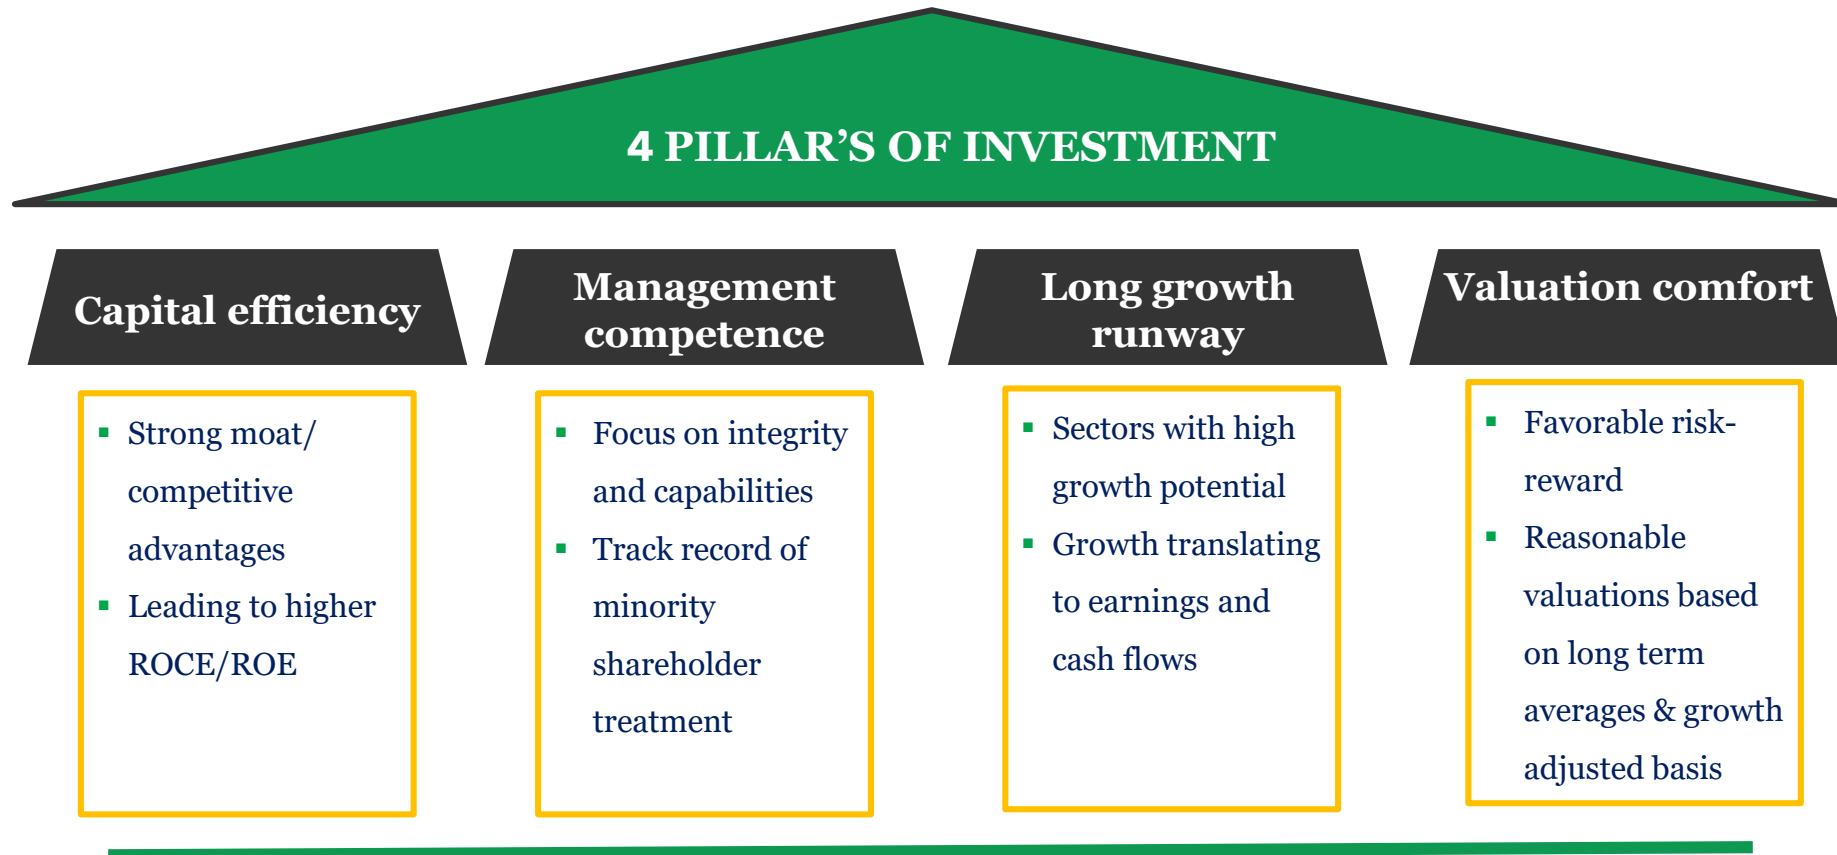 4 PILLAR’S OF INVESTMENT
Capital efficiency
Strong moat/
competitive
advantages
Leading to higher
ROCE/ROE
Management
competence
Focus on integrity
and capabilities
Track record of
minority
shareholder
treatment
Long growth
runway
Sectors with high
growth potential
Growth translating
to earnings and
cash flows
Valuation comfort
Favorable risk-
reward
Reasonable
valuations based
on long term
averages & growth
adjusted basis